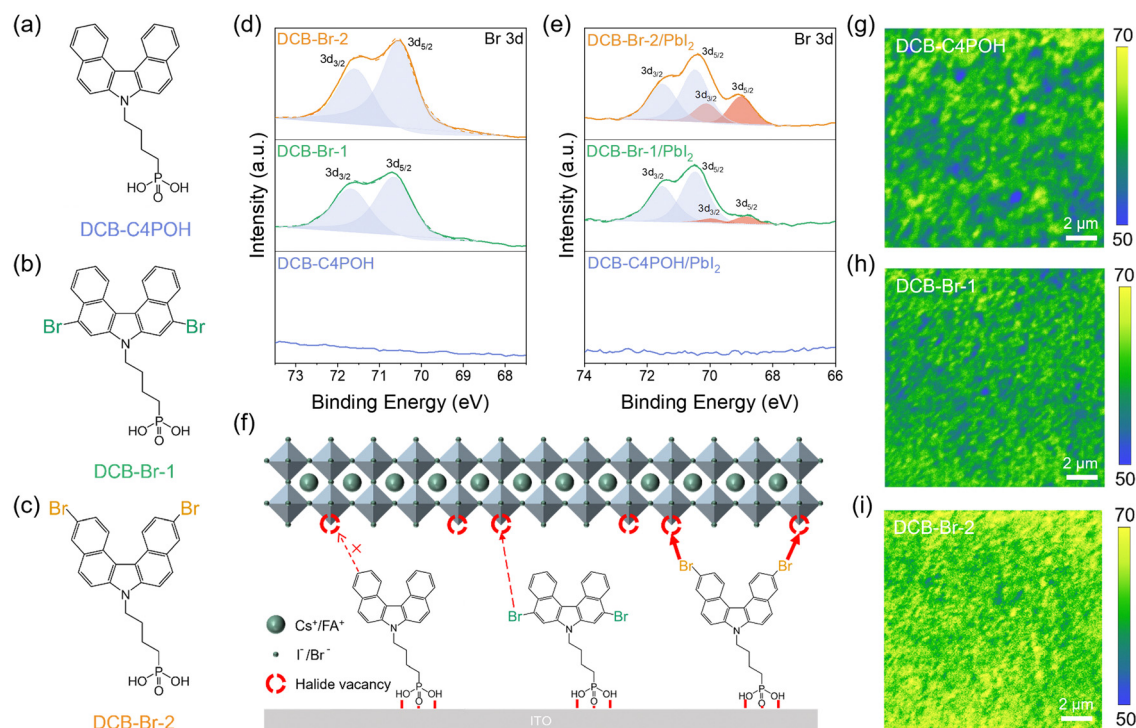 (a)
HO
P
OH
O
N
DCB-C4POH
(b)
Br
Br
N
HO
P
OH
O
DCB-Br-1
(c)
Br
Br
N
HO
P
OH
O
DCB-Br-2
(d)
DCB-Br-2
Br 3d
3d3/2
3d5/2
DCB-Br-1
3d3/2
3d5/2
DCB-C4POH
Intensity (a.u.)
73 72 71 70 69 68
Binding Energy (eV)
(e)
DCB-Br-2/PbI2
Br 3d
3d3/2
3d5/2
3d3/2
3d5/2
DCB-Br-1/PbI2
3d3/2
3d5/2
3d3/2
3d5/2
DCB-C4POH/PbI2
Intensity (a.u.)
74 72 70 68 66
Binding Energy (eV)
(f)
Br
Br
Br
Br
N
N
N
Cs+/FA+
I-/Br-
Halide vacancy
HO
P
OH
O
HO
P
OH
O
HO
P
OH
O
ITO
(g)
DCB-C4POH
70
50
2 μm
(h)
DCB-Br-1
70
50
2 μm
(i)
DCB-Br-2
70
50
2 μm